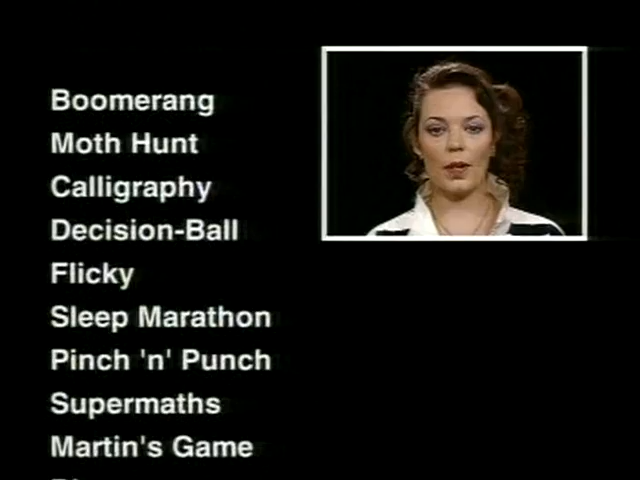 Boomerang
Moth Hunt
Calligraphy
Decision-Ball
Flicky
Sleep Marathon
Pinch 'n' Punch
Supermaths
Martin's Game